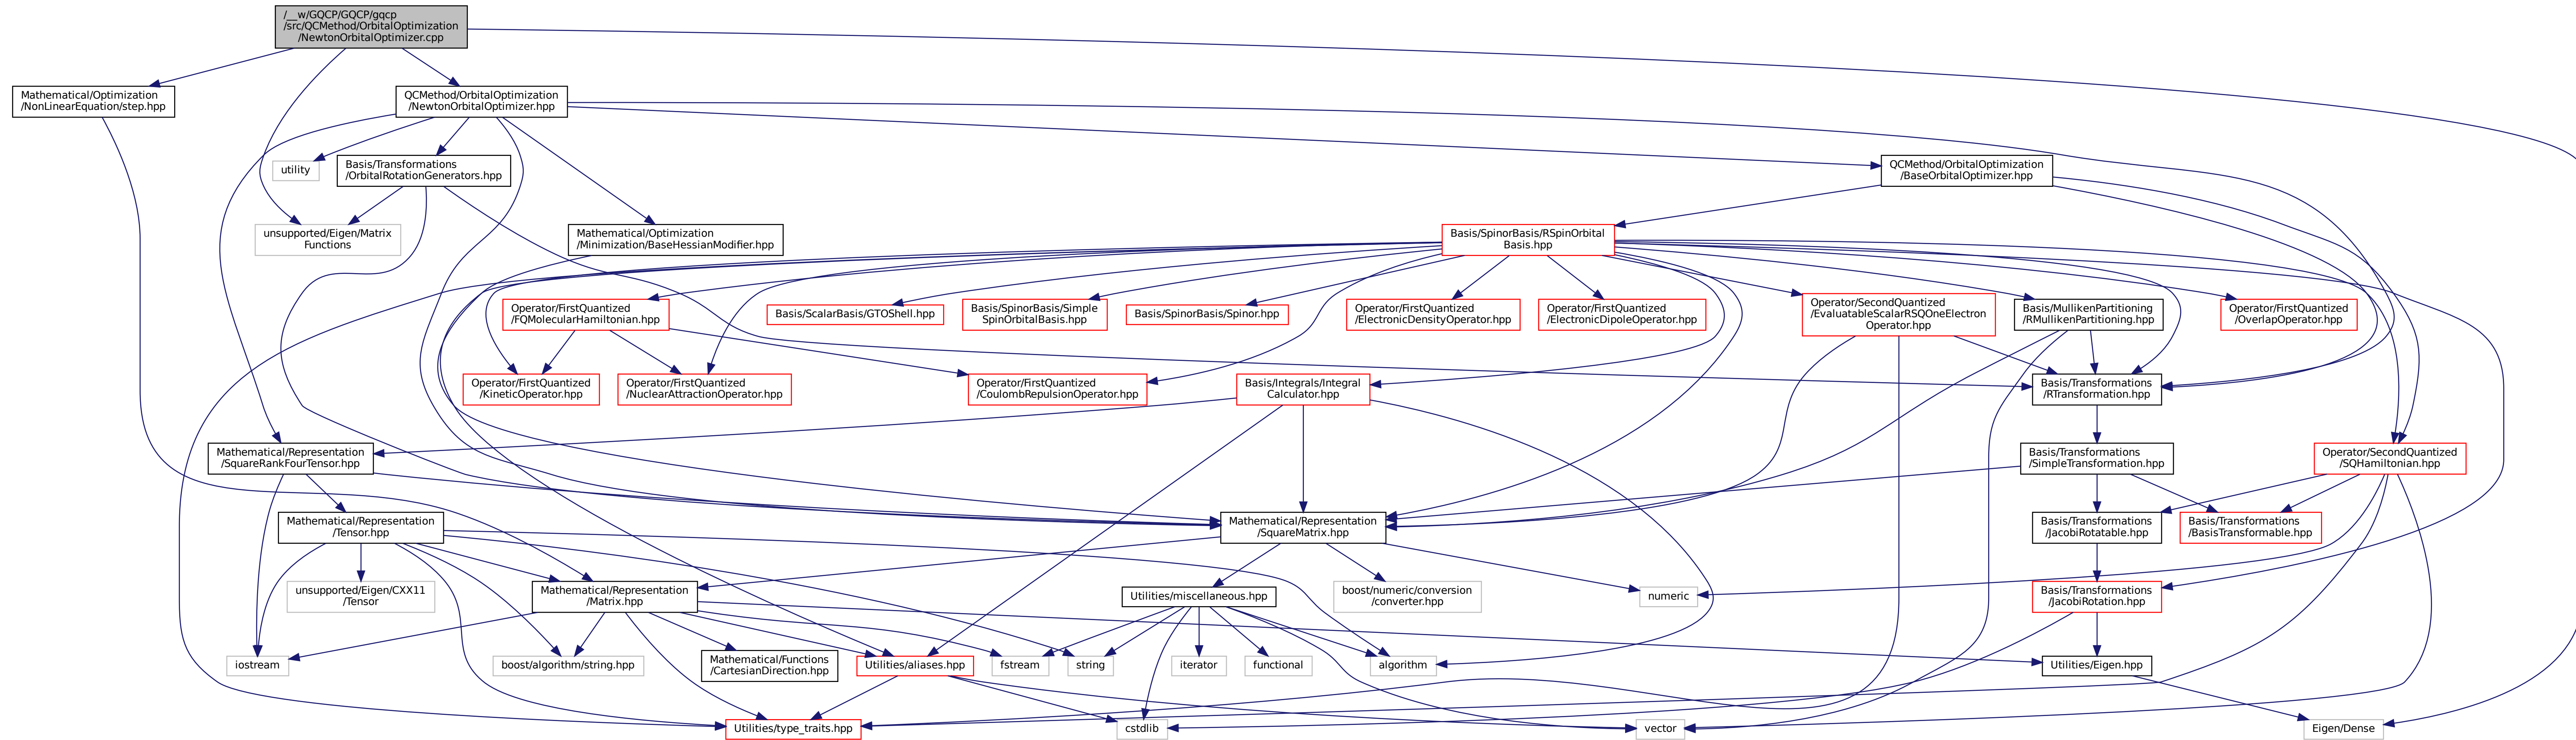 /__w/GQCP/GQCP/gqcp
/src/QCMethod/OrbitalOptimization
/NewtonOrbitalOptimizer.cpp
Mathematical/Optimization
/NonLinearEquation/step.hpp
QCMethod/OrbitalOptimization
/NewtonOrbitalOptimizer.hpp
utility
Basis/Transformations
/OrbitalRotationGenerators.hpp
QCMethod/OrbitalOptimization
/BaseOrbitalOptimizer.hpp
unsupported/Eigen/Matrix
Functions
Mathematical/Optimization
/Minimization/BaseHessianModifier.hpp
Basis/SpinorBasis/RSpinOrbital
Basis.hpp
Operator/FirstQuantized
/FQMolecularHamiltonian.hpp
Basis/ScalarBasis/GTOShell.hpp
Basis/SpinorBasis/Simple
SpinOrbitalBasis.hpp
Basis/SpinorBasis/Spinor.hpp
Operator/FirstQuantized
/ElectronicDensityOperator.hpp
Operator/FirstQuantized
/ElectronicDipoleOperator.hpp
Operator/SecondQuantized
/EvaluatableScalarRSQOneElectron
Operator.hpp
Basis/MullikenPartitioning
/RMullikenPartitioning.hpp
Operator/FirstQuantized
/OverlapOperator.hpp
Operator/FirstQuantized
/KineticOperator.hpp
Operator/FirstQuantized
/NuclearAttractionOperator.hpp
Operator/FirstQuantized
/CoulombRepulsionOperator.hpp
Basis/Integrals/Integral
Calculator.hpp
Basis/Transformations
/RTransformation.hpp
Mathematical/Representation
/SquareRankFourTensor.hpp
Basis/Transformations
/SimpleTransformation.hpp
Operator/SecondQuantized
/SQHamiltonian.hpp
Mathematical/Representation
/Tensor.hpp
Mathematical/Representation
/SquareMatrix.hpp
Basis/Transformations
/JacobiRotatable.hpp
Basis/Transformations
/BasisTransformable.hpp
unsupported/Eigen/CXX11
/Tensor
Mathematical/Representation
/Matrix.hpp
Utilities/miscellaneous.hpp
boost/numeric/conversion
/converter.hpp
numeric
Basis/Transformations
/JacobiRotation.hpp
iostream
boost/algorithm/string.hpp
Mathematical/Functions
/CartesianDirection.hpp
Utilities/aliases.hpp
fstream
string
iterator
functional
algorithm
Utilities/Eigen.hpp
Utilities/type_traits.hpp
cstdlib
vector
Eigen/Dense